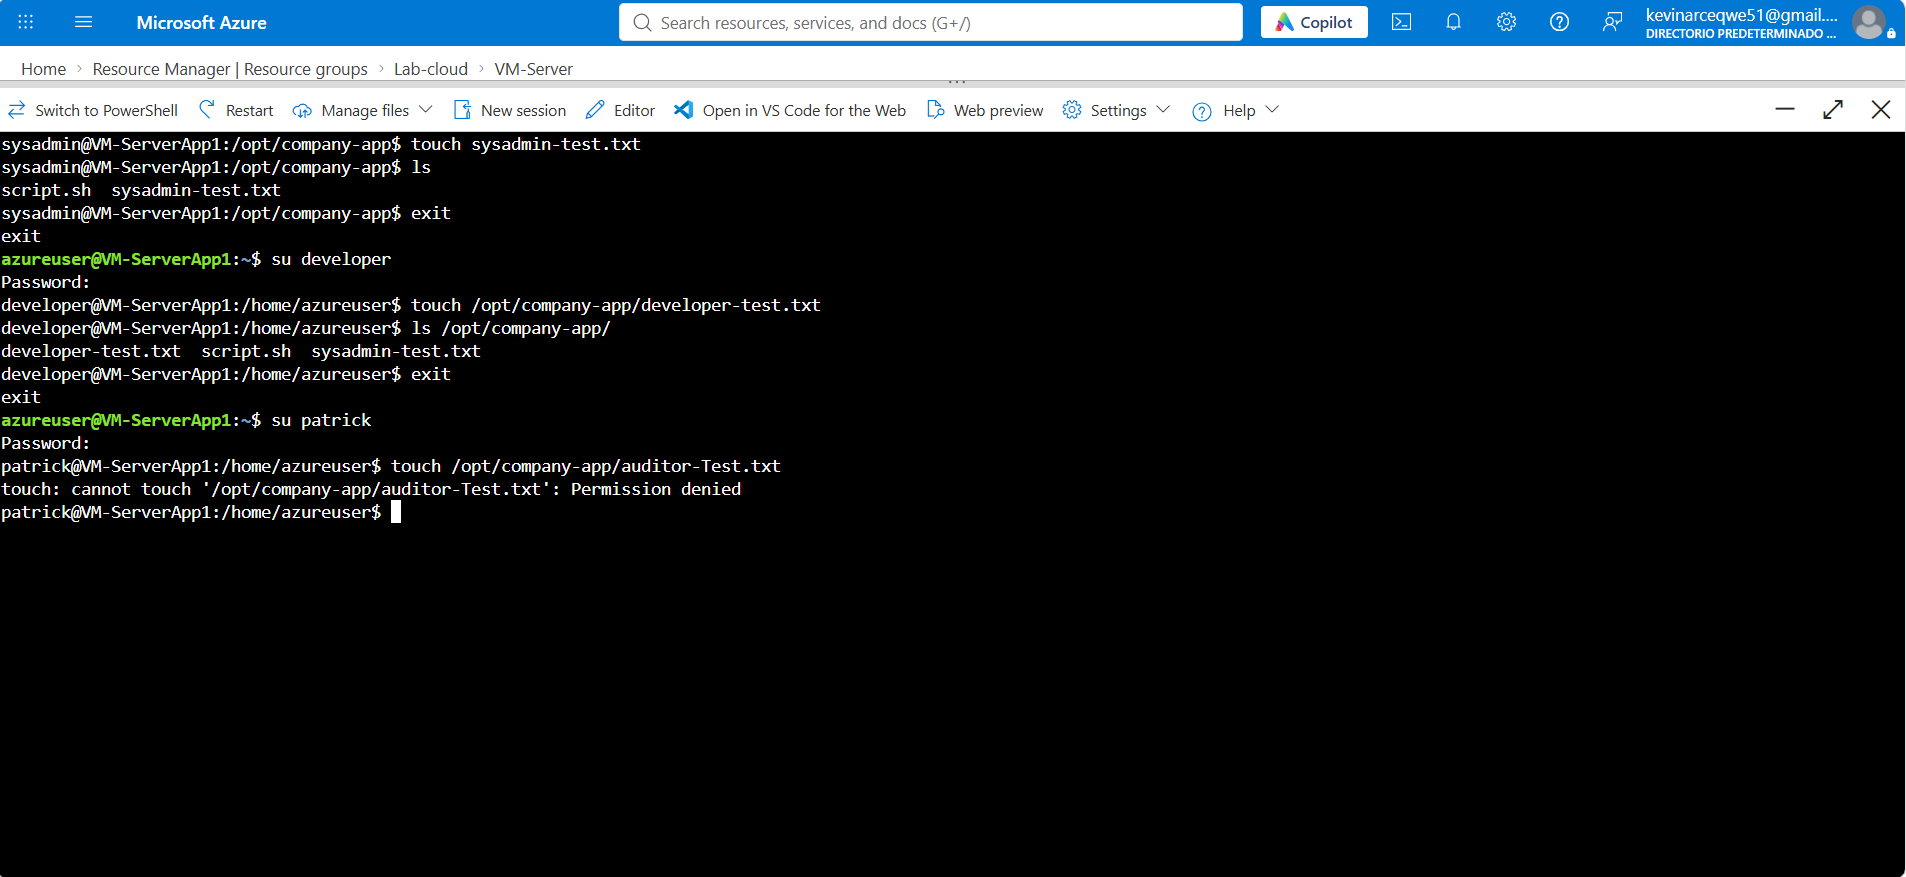 Microsoft Azure
Search resources, services, and docs (G+/)
Copilot
kevinarceqwe51@gmail....
DIRECTORIO PREDETERMINADO ...
Home > Resource Manager | Resource groups > Lab-cloud > VM-Server
Switch to PowerShell Restart Manage files New session Editor Open in VS Code for the Web Web preview Settings Help
sysadmin@VM-ServerApp1:/opt/company-app$ touch sysadmin-test.txt
sysadmin@VM-ServerApp1:/opt/company-app$ ls
script.sh  sysadmin-test.txt
sysadmin@VM-ServerApp1:/opt/company-app$ exit
exit
azureuser@VM-ServerApp1:~$ su developer
Password:
developer@VM-ServerApp1:/home/azureuser$ touch /opt/company-app/developer-test.txt
developer@VM-ServerApp1:/home/azureuser$ ls /opt/company-app/
developer-test.txt  script.sh  sysadmin-test.txt
developer@VM-ServerApp1:/home/azureuser$ exit
exit
azureuser@VM-ServerApp1:~$ su patrick
Password:
patrick@VM-ServerApp1:/home/azureuser$ touch /opt/company-app/auditor-Test.txt
touch: cannot touch '/opt/company-app/auditor-Test.txt': Permission denied
patrick@VM-ServerApp1:/home/azureuser$